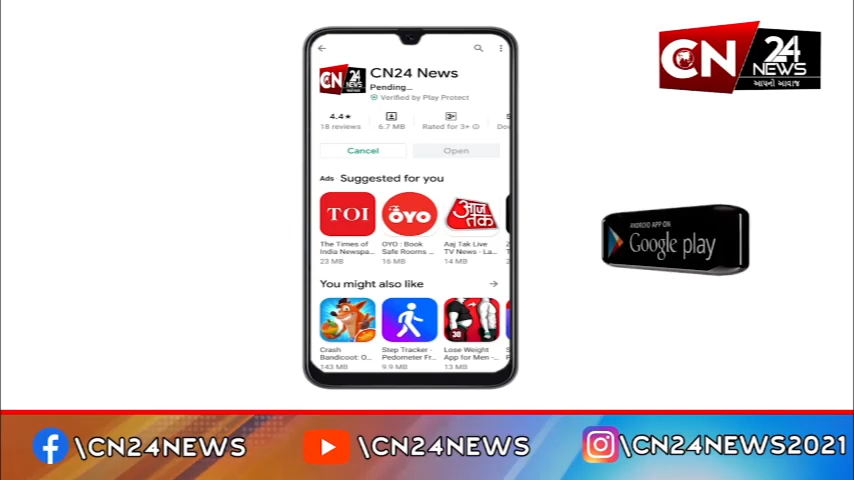 CN24 News
Pending...
Verified by Play Protect
4.4★
18 reviews
6.7 MB
3+
Rated for 3+
Cancel
Open
Ads · Suggested for you
TOI
OYO
आज तक
The Times of
India Newspa...
23 MB
OYO : Book
Safe Rooms ...
16 MB
Aaj Tak Live
TV News - La...
14 MB
You might also like
30
Crash
Bandicoot: O...
143 MB
Step Tracker -
Pedometer Fr...
9.9 MB
Lose Weight
App for Men -...
13 MB
CN 24
NEWS
આપનો અવાજ
ANDROID APP ON
Google play
\CN24NEWS
\CN24NEWS
\CN24NEWS2021